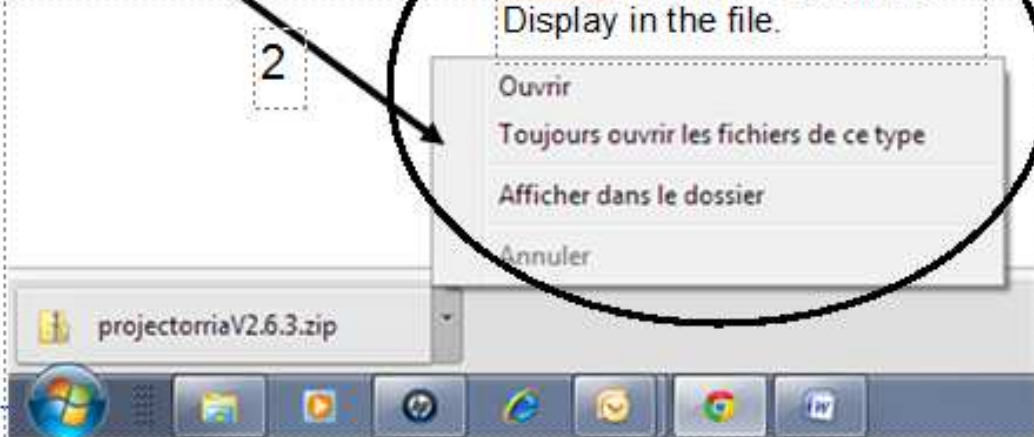 Display in the file.
2
Ouvrir
Toujours ouvrir les fichiers de ce type
Afficher dans le dossier
Annuler
projectorriaV2.6.3.zip